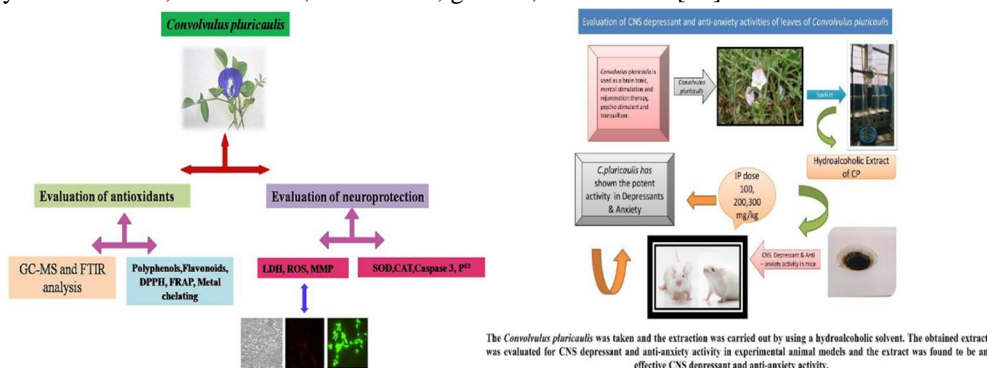 Convolvulus pluricaulis
Evaluation of antioxidants
Evaluation of neuroprotection
GC-MS and FTIR
analysis
Polyphenols,Flavonoids,
DPPH, FRAP, Metal
chelating
LDH, ROS, MMP
SOD,CAT,Caspase 3, P53
Evaluation of CNS depressant and anti-anxiety activities of leaves of Convolvulus pluricaulis
Convolvulus pluricaulis is
used as a brain tonic,
mental stimulation and
rejuvenation therapy,
psycho stimulant and
tranquillizer.
Convolvulus
pluricaulis
Soxhlet
Hydroalcoholic Extract
of CP
C.pluricaulis has
shown the potent
activity in Depressants
& Anxiety
IP dose
100,
200,300
mg/kg
CNS Depressant & Anti
-anxiety activity in mice
The Convolvulus pluricaulis was taken and the extraction was carried out by using a hydroalcoholic solvent. The obtained extract
was evaluated for CNS depressant and anti-anxiety activity in experimental animal models and the extract was found to be an
effective CNS depressant and anti-anxiety activity.